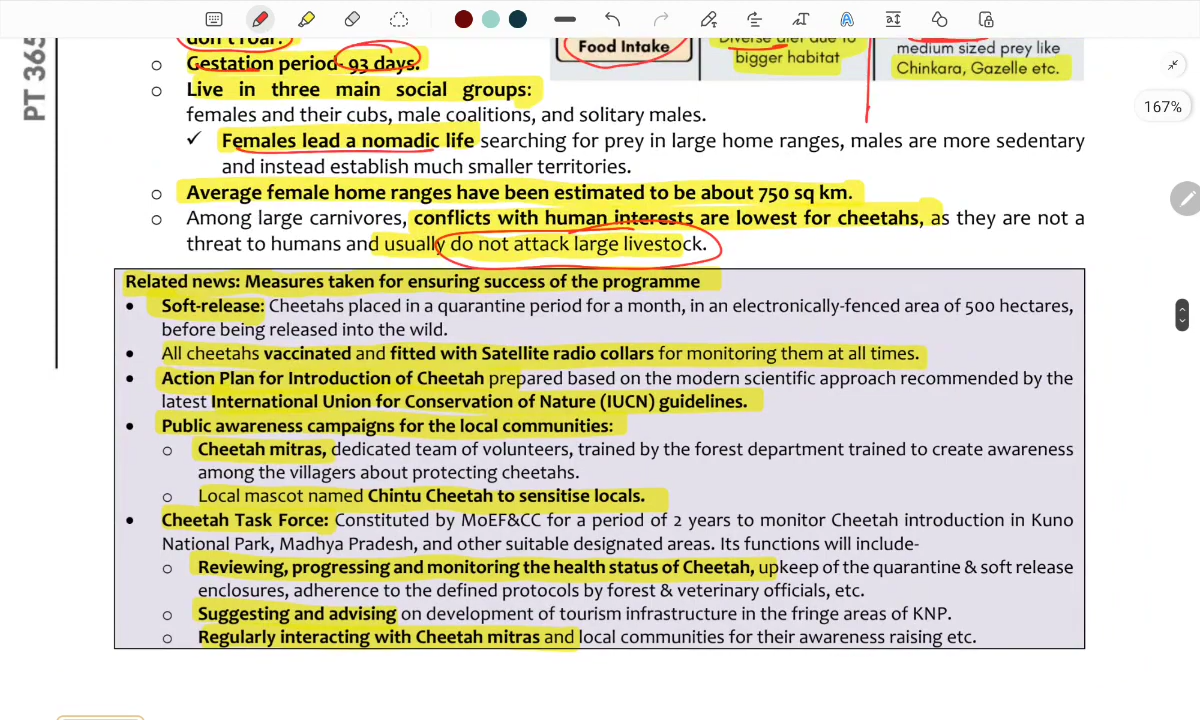 PT 365
don't roar.
Gestation period- 93 days.
Live in three main social groups:
females and their cubs, male coalitions, and solitary males.
Females lead a nomadic life searching for prey in large home ranges, males are more sedentary
and instead establish much smaller territories.
Average female home ranges have been estimated to be about 750 sq km.
Among large carnivores, conflicts with human interests are lowest for cheetahs, as they are not a
threat to humans and usually do not attack large livestock.
Food Intake
Diverse diet due to
bigger habitat
medium sized prey like
Chinkara, Gazelle etc.
167%
Related news: Measures taken for ensuring success of the programme
Soft-release: Cheetahs placed in a quarantine period for a month, in an electronically-fenced area of 500 hectares,
before being released into the wild.
All cheetahs vaccinated and fitted with Satellite radio collars for monitoring them at all times.
Action Plan for Introduction of Cheetah prepared based on the modern scientific approach recommended by the
latest International Union for Conservation of Nature (IUCN) guidelines.
Public awareness campaigns for the local communities:
Cheetah mitras, dedicated team of volunteers, trained by the forest department trained to create awareness
among the villagers about protecting cheetahs.
Local mascot named Chintu Cheetah to sensitise locals.
Cheetah Task Force: Constituted by MoEF&CC for a period of 2 years to monitor Cheetah introduction in Kuno
National Park, Madhya Pradesh, and other suitable designated areas. Its functions will include-
Reviewing, progressing and monitoring the health status of Cheetah, upkeep of the quarantine & soft release
enclosures, adherence to the defined protocols by forest & veterinary officials, etc.
Suggesting and advising on development of tourism infrastructure in the fringe areas of KNP.
Regularly interacting with Cheetah mitras and local communities for their awareness raising etc.